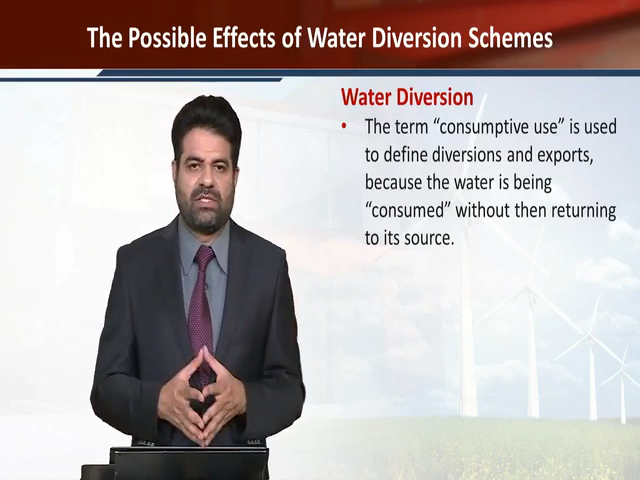 The Possible Effects of Water Diversion Schemes
Water Diversion
• The term “consumptive use” is used
to define diversions and exports,
because the water is being
“consumed” without then returning
to its source.